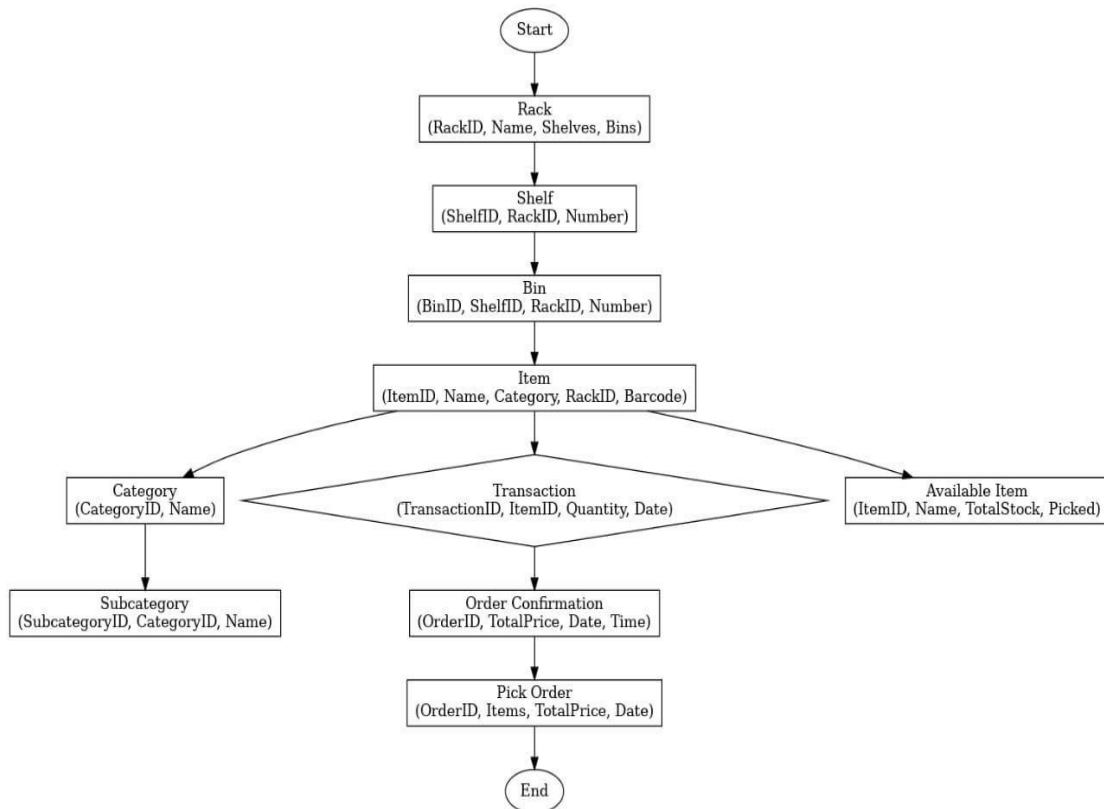 Start
Rack
(RackID, Name, Shelves, Bins)
Shelf
(ShelfID, RackID, Number)
Bin
(BinID, ShelfID, RackID, Number)
Item
(ItemID, Name, Category, RackID, Barcode)
Category
(CategoryID, Name)
Transaction
(TransactionID, ItemID, Quantity, Date)
Available Item
(ItemID, Name, TotalStock, Picked)
Subcategory
(SubcategoryID, CategoryID, Name)
Order Confirmation
(OrderID, TotalPrice, Date, Time)
Pick Order
(OrderID, Items, TotalPrice, Date)
End